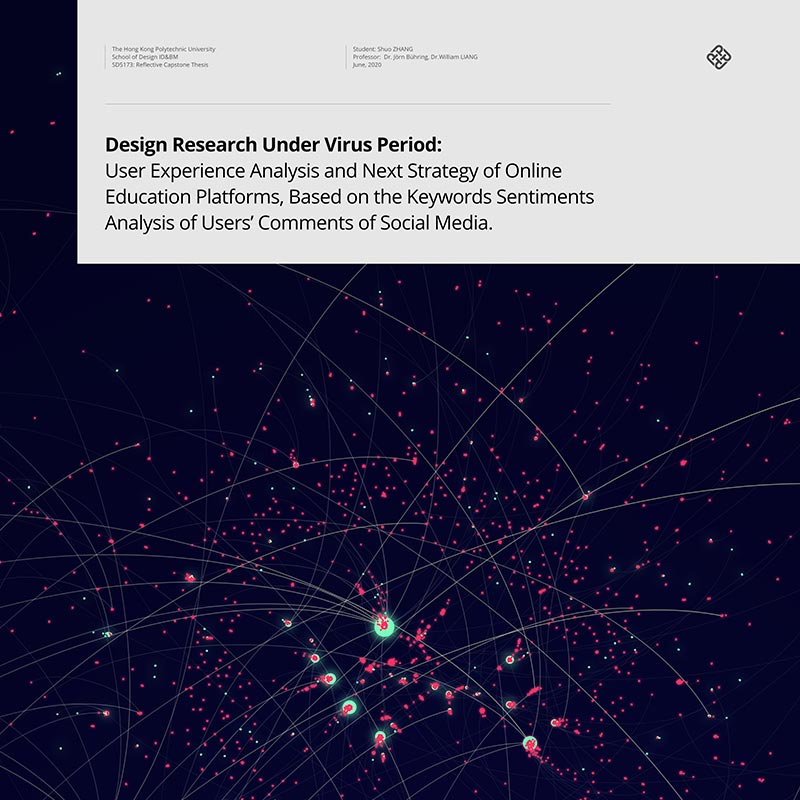 The Hong Kong Polytechnic University
School of Design ID&BM
SD5173: Reflective Capstone Thesis
Student: Shuo ZHANG
Professor: Dr. Jörn Bühring, Dr.William LIANG
June, 2020
Design Research Under Virus Period:
User Experience Analysis and Next Strategy of Online
Education Platforms, Based on the Keywords Sentiments
Analysis of Users’ Comments of Social Media.